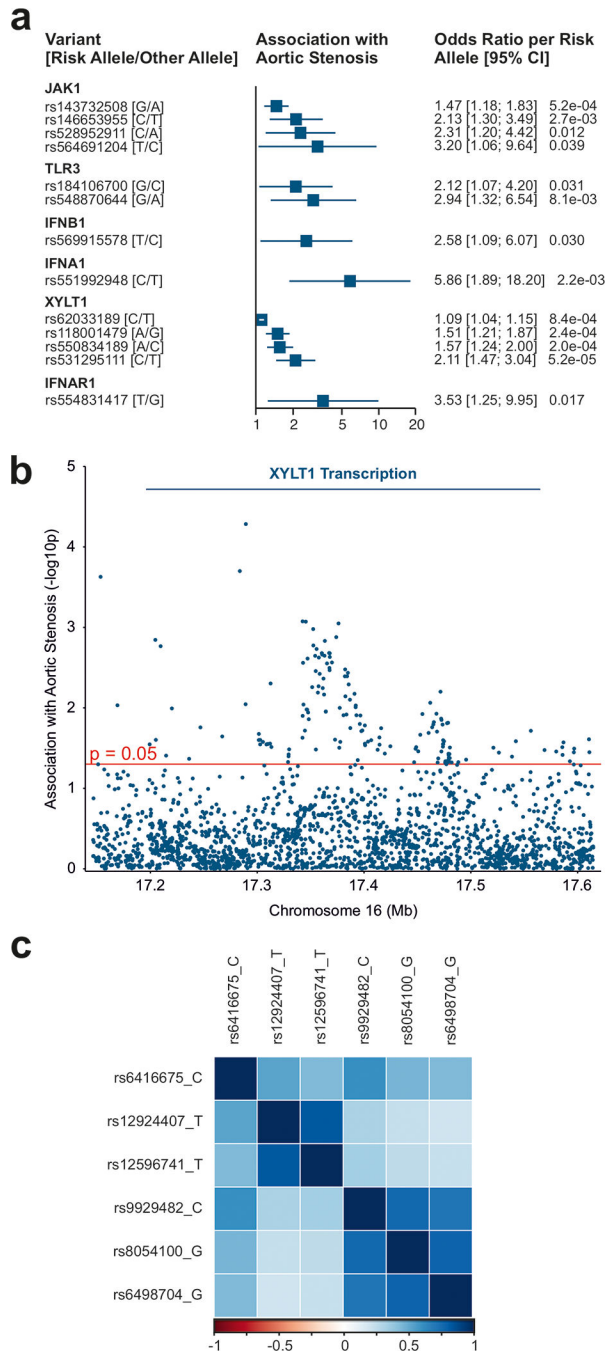 a
Variant Association with Odds Ratio per Risk
[Risk Allele/Other Allele] Aortic Stenosis Allele [95% CI]
JAK1
rs143732508 [G/A] 1.47 [1.18; 1.83] 5.2e-04
rs146653955 [C/T] 2.13 [1.30; 3.49] 2.7e-03
rs528952911 [C/A] 2.31 [1.20; 4.42] 0.012
rs564691204 [T/C] 3.20 [1.06; 9.64] 0.039
TLR3
rs184106700 [G/C] 2.12 [1.07; 4.20] 0.031
rs548870644 [G/A] 2.94 [1.32; 6.54] 8.1e-03
IFNB1
rs569915578 [T/C] 2.58 [1.09; 6.07] 0.030
IFNA1
rs551992948 [C/T] 5.86 [1.89; 18.20] 2.2e-03
XYLT1
rs62033189 [C/T] 1.09 [1.04; 1.15] 8.4e-04
rs118001479 [A/G] 1.51 [1.21; 1.87] 2.4e-04
rs550834189 [A/C] 1.57 [1.24; 2.00] 2.0e-04
rs531295111 [C/T] 2.11 [1.47; 3.04] 5.2e-05
IFNAR1
rs554831417 [T/G] 3.53 [1.25; 9.95] 0.017
1 2 5 10 20
b
XYLT1 Transcription
Association with Aortic Stenosis (-log10p)
5
4
3
2
p = 0.05
1
0
17.2 17.3 17.4 17.5 17.6
Chromosome 16 (Mb)
c
rs6416675_C rs12924407_T rs12596741_T rs9929482_C rs8054100_G rs6498704_G
rs6416675_C
rs12924407_T
rs12596741_T
rs9929482_C
rs8054100_G
rs6498704_G
-1 -0.5 0 0.5 1